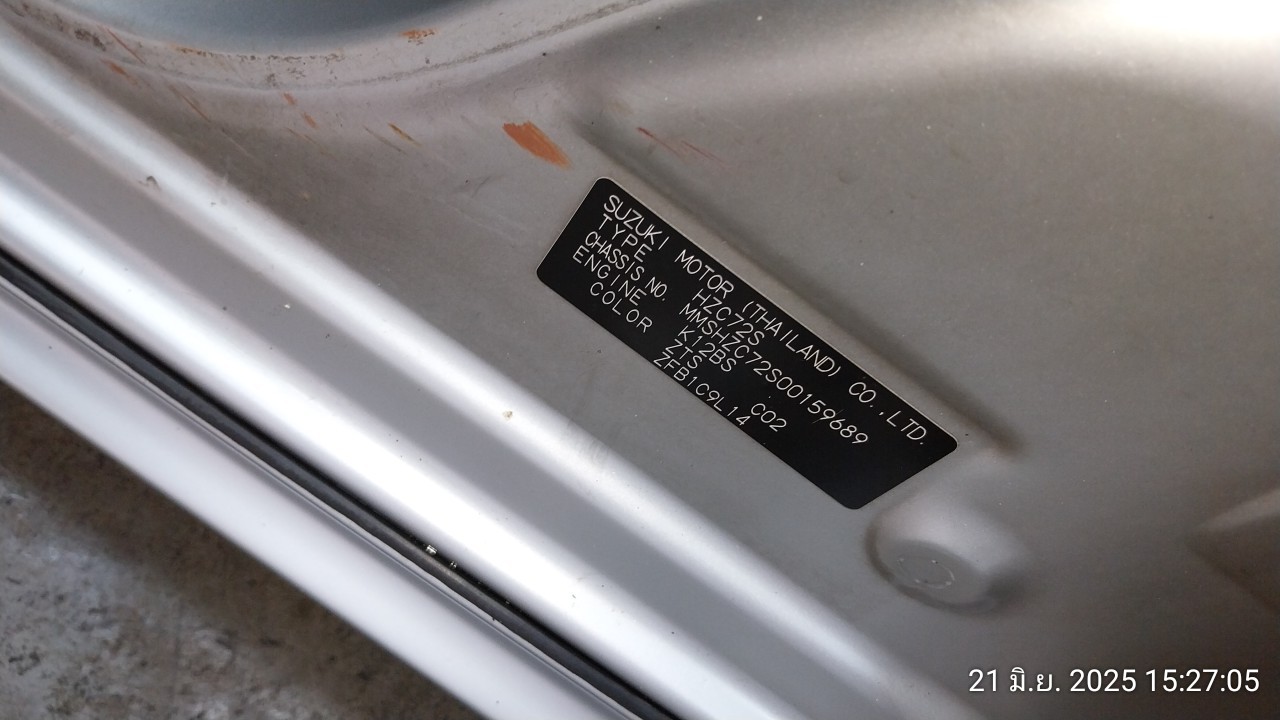 SUZUKI MOTOR (THAILAND) CO.,LTD.
TYPE HZC72S
CHASSIS NO. MMSHZC72S00159689
ENGINE K12BS
COLOR ZTS C02
ZFB1C9L14
21 มิ.ย. 2025 15:27:05